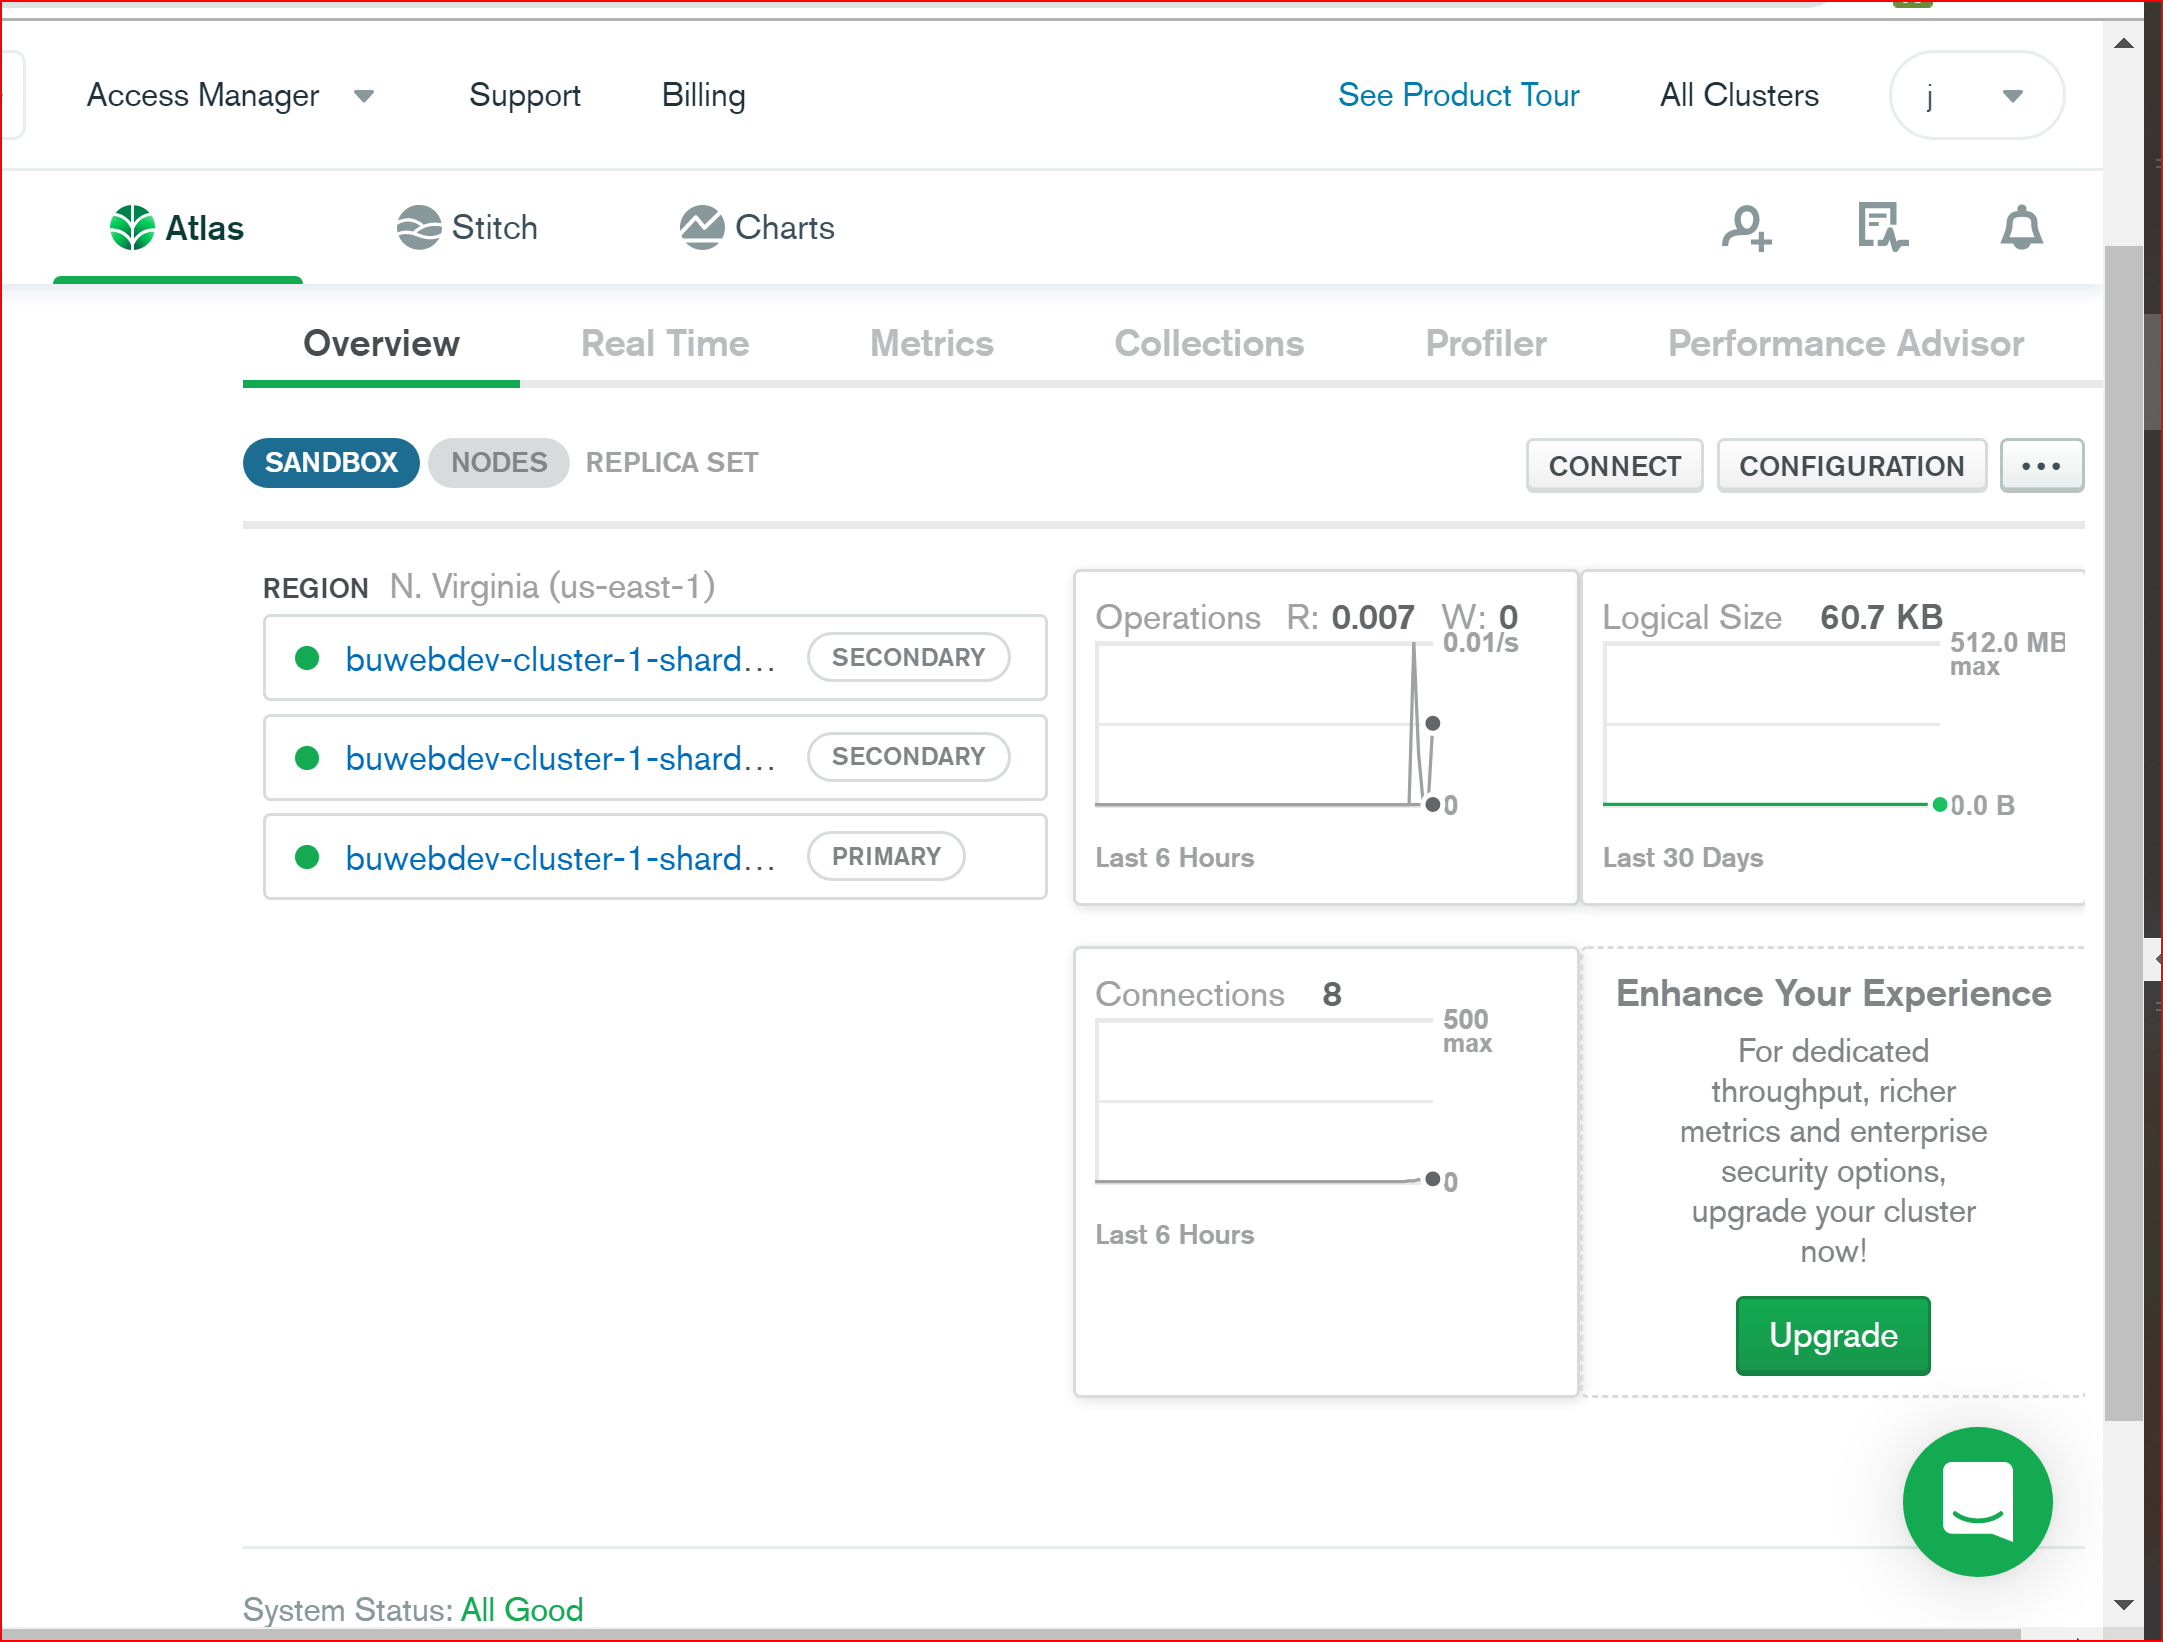 Access Manager
Support
Billing
See Product Tour
All Clusters
j
Atlas
Stitch
Charts
Overview
Real Time
Metrics
Collections
Profiler
Performance Advisor
SANDBOX
NODES
REPLICA SET
CONNECT
CONFIGURATION
...
REGION N. Virginia (us-east-1)
buwebdev-cluster-1-shard...
SECONDARY
buwebdev-cluster-1-shard...
SECONDARY
buwebdev-cluster-1-shard...
PRIMARY
Operations R: 0.007 W: 0
0.01/s
0
Last 6 Hours
Logical Size 60.7 KB
512.0 MB
max
0.0 B
Last 30 Days
Connections 8
500
max
0
Last 6 Hours
Enhance Your Experience
For dedicated
throughput, richer
metrics and enterprise
security options,
upgrade your cluster
now!
Upgrade
System Status: All Good